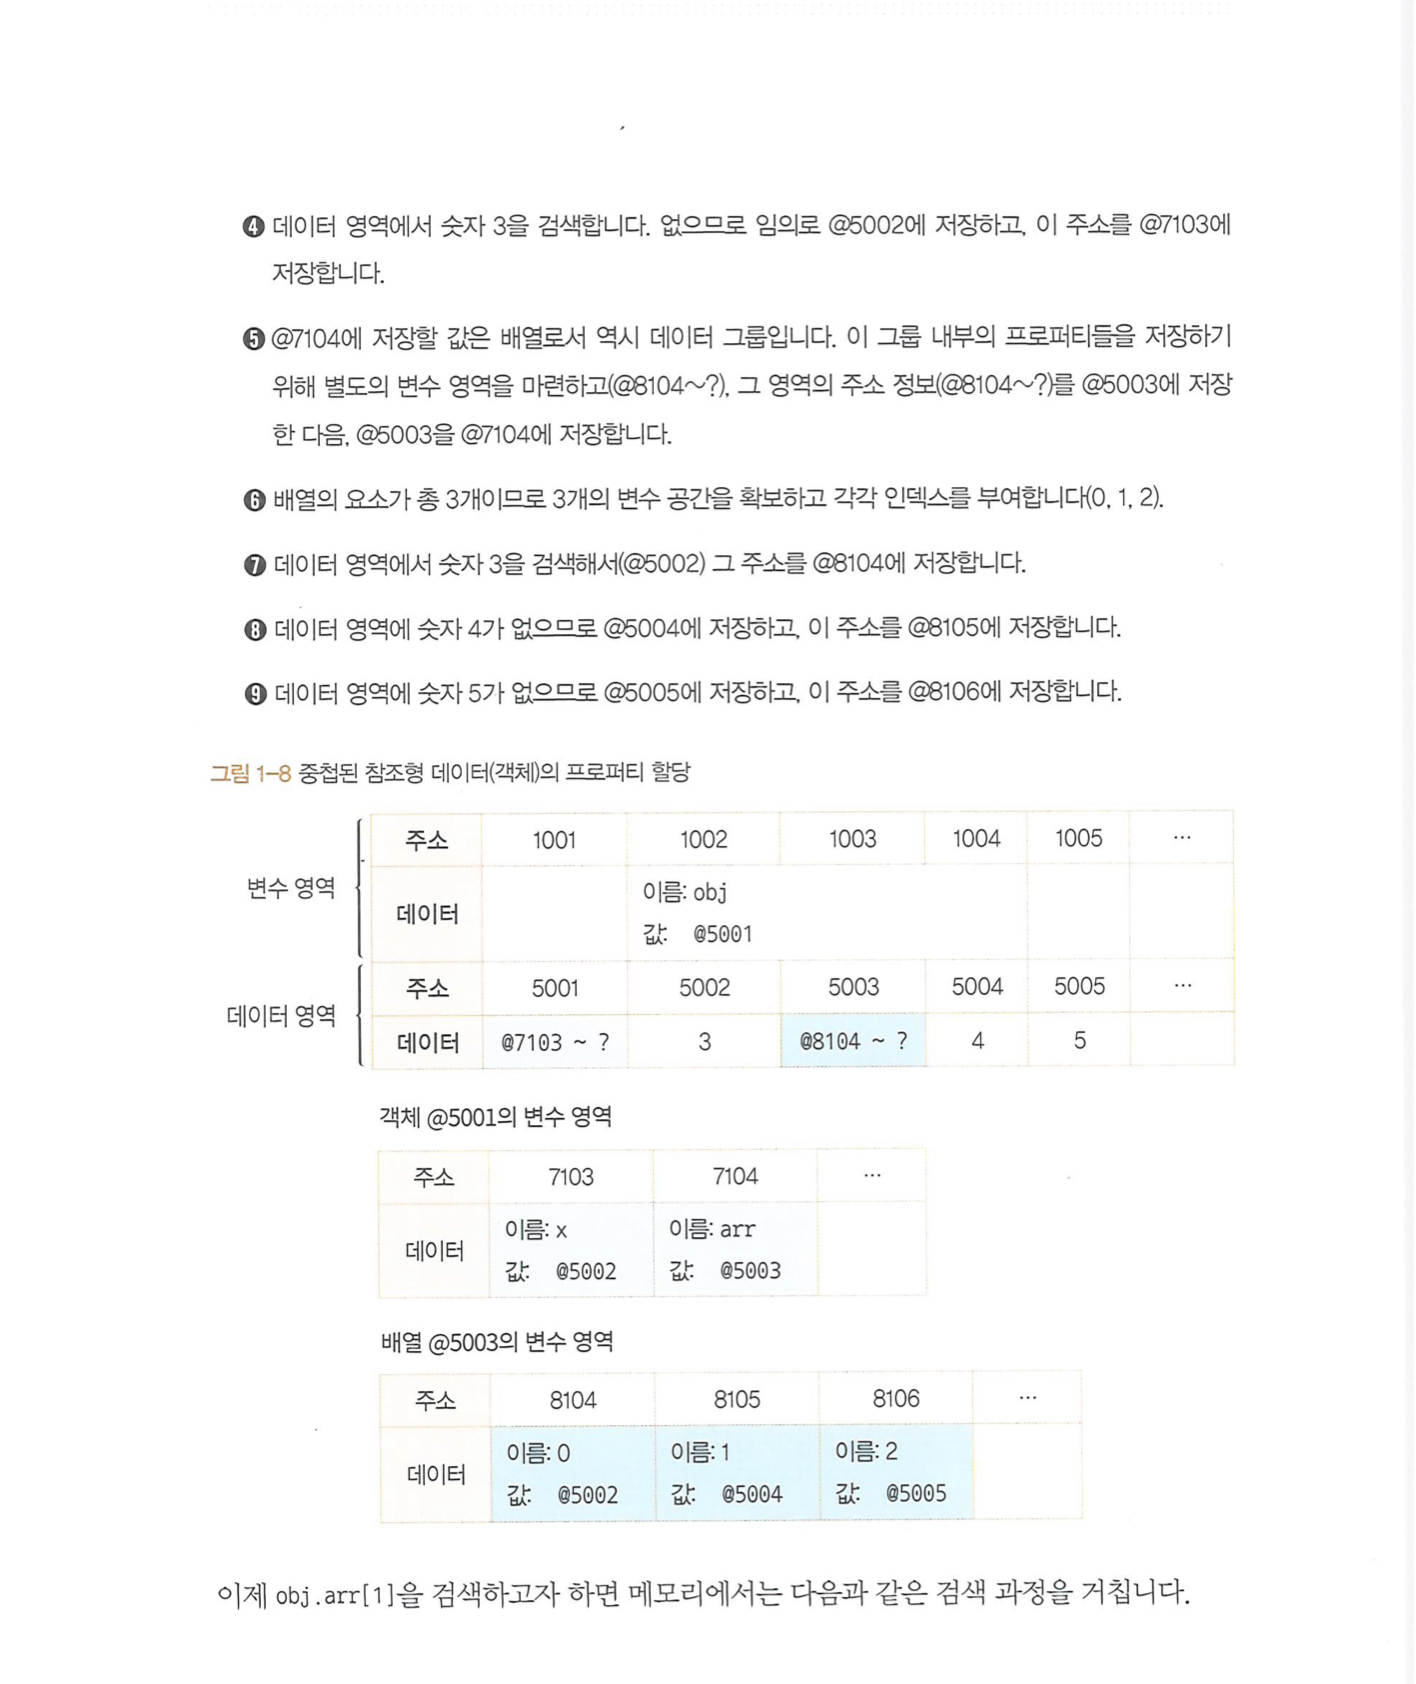 ❹ 데이터 영역에서 숫자 3을 검색합니다. 없으므로 임의로 @5002에 저장하고, 이 주소를 @7103에
저장합니다.
❺ @7104에 저장할 값은 배열로서 역시 데이터 그룹입니다. 이 그룹 내부의 프로퍼티들을 저장하기
위해 별도의 변수 영역을 마련하고(@8104~?), 그 영역의 주소 정보(@8104~?)를 @5003에 저장
한 다음, @5003을 @7104에 저장합니다.
❻ 배열의 요소가 총 3개이므로 3개의 변수 공간을 확보하고 각각 인덱스를 부여합니다(0, 1, 2).
❼ 데이터 영역에서 숫자 3을 검색해서(@5002) 그 주소를 @8104에 저장합니다.
❽ 데이터 영역에 숫자 4가 없으므로 @5004에 저장하고, 이 주소를 @8105에 저장합니다.
❾ 데이터 영역에 숫자 5가 없으므로 @5005에 저장하고, 이 주소를 @8106에 저장합니다.
그림 1-8 중첩된 참조형 데이터(객체)의 프로퍼티 할당
변수 영역
주소 1001 1002 1003 1004 1005 …
데이터
이름: obj
값: @5001
데이터 영역
주소 5001 5002 5003 5004 5005 …
데이터 @7103 ~ ? 3 @8104 ~ ? 4 5
객체 @5001의 변수 영역
주소 7103 7104 …
데이터
이름: x 이름: arr
값: @5002 값: @5003
배열 @5003의 변수 영역
주소 8104 8105 8106 …
데이터
이름: 0 이름: 1 이름: 2
값: @5002 값: @5004 값: @5005
이제 obj.arr[1]을 검색하고자 하면 메모리에서는 다음과 같은 검색 과정을 거칩니다.